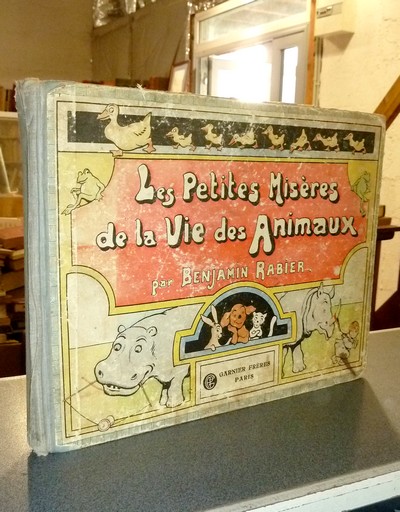 Les Petites Misères
de la Vie des Animaux
par BENJAMIN RABIER
GARNIER FRÈRES
PARIS